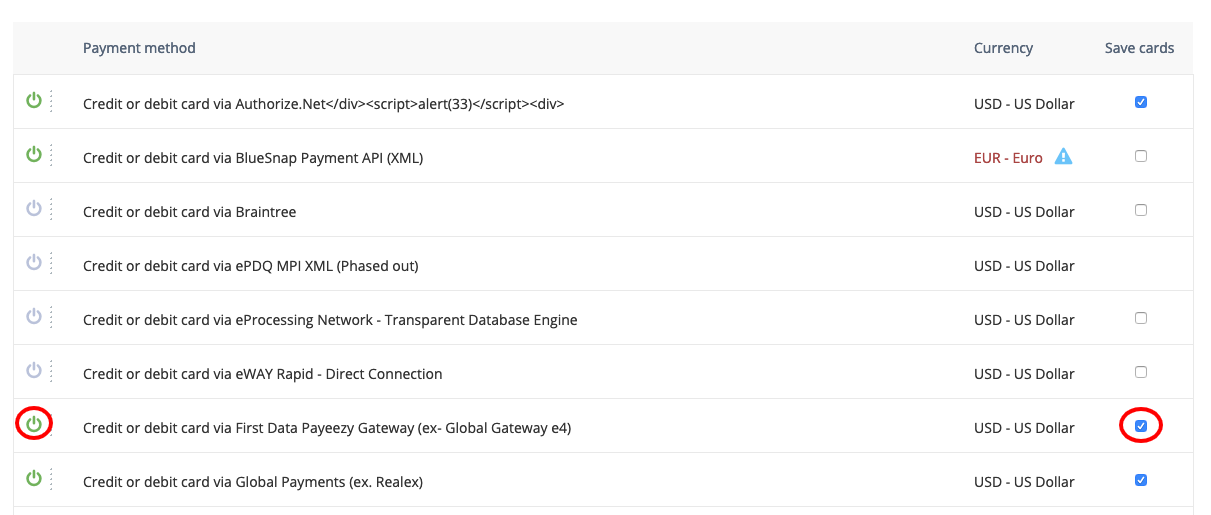 Payment method Currency Save cards
Credit or debit card via Authorize.Net</div><script>alert(33)</script><div> USD - US Dollar
Credit or debit card via BlueSnap Payment API (XML) EUR - Euro
Credit or debit card via Braintree USD - US Dollar
Credit or debit card via ePDQ MPI XML (Phased out) USD - US Dollar
Credit or debit card via eProcessing Network - Transparent Database Engine USD - US Dollar
Credit or debit card via eWAY Rapid - Direct Connection USD - US Dollar
Credit or debit card via First Data Payeezy Gateway (ex- Global Gateway e4) USD - US Dollar
Credit or debit card via Global Payments (ex. Realex) USD - US Dollar